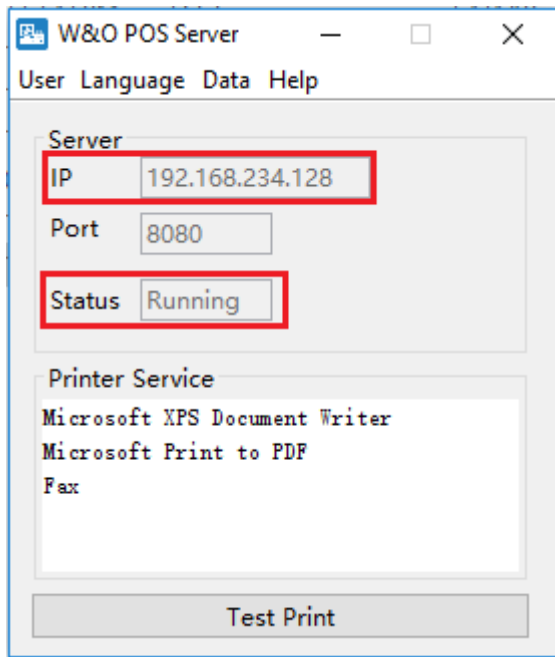 W&O POS Server
User Language Data Help
Server
IP 192.168.234.128
Port 8080
Status Running
Printer Service
Microsoft XPS Document Writer
Microsoft Print to PDF
Fax
Test Print